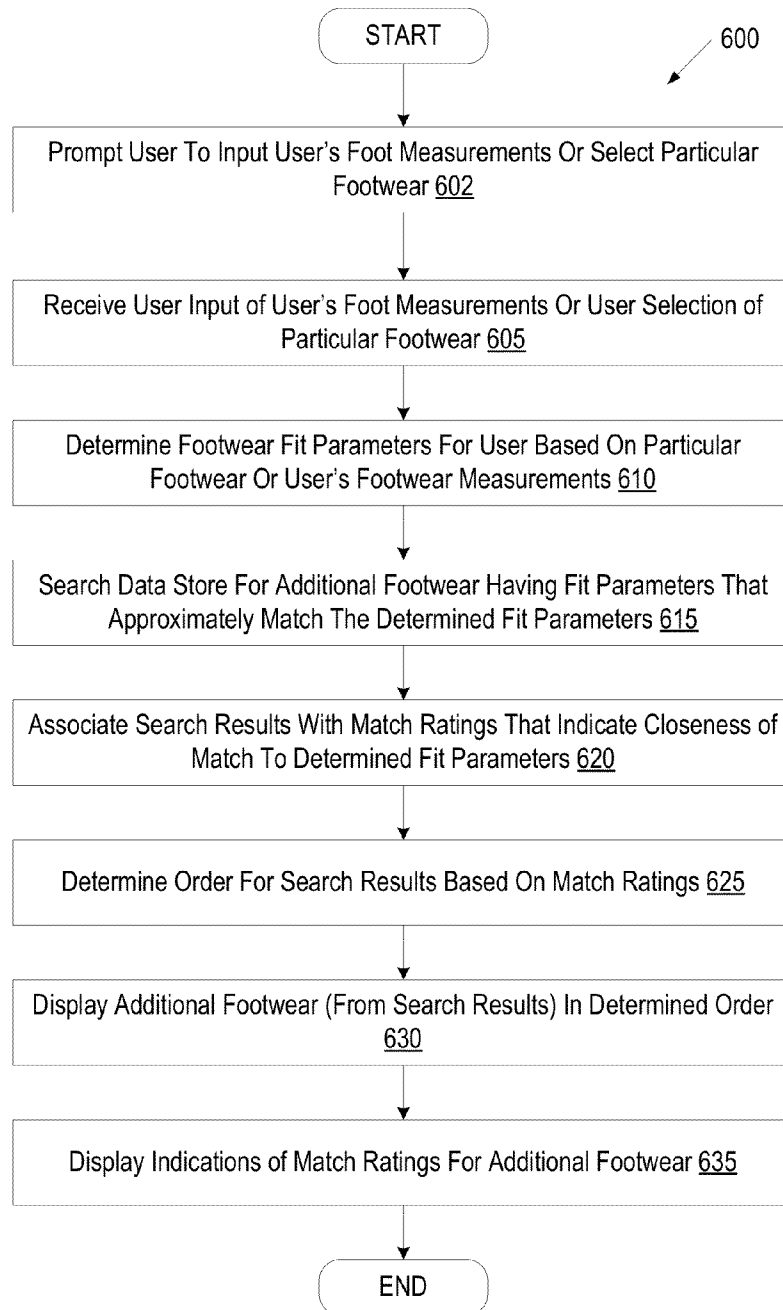 START
600
Prompt User To Input User's Foot Measurements Or Select Particular
Footwear 602
Receive User Input of User's Foot Measurements Or User Selection of
Particular Footwear 605
Determine Footwear Fit Parameters For User Based On Particular
Footwear Or User's Footwear Measurements 610
Search Data Store For Additional Footwear Having Fit Parameters That
Approximately Match The Determined Fit Parameters 615
Associate Search Results With Match Ratings That Indicate Closeness of
Match To Determined Fit Parameters 620
Determine Order For Search Results Based On Match Ratings 625
Display Additional Footwear (From Search Results) In Determined Order
630
Display Indications of Match Ratings For Additional Footwear 635
END